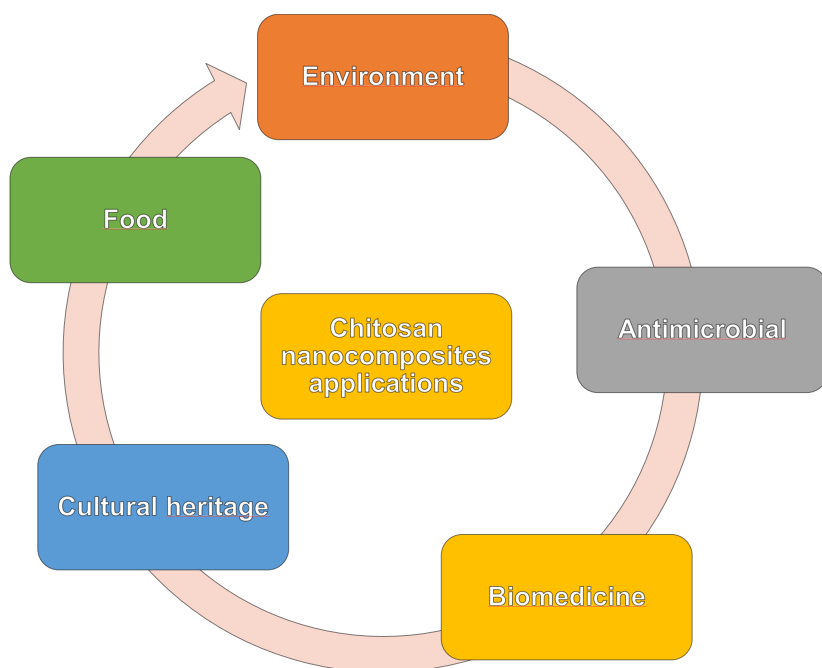 Environment
Food
Antimicrobial
Chitosan
nanocomposites
applications
Cultural heritage
Biomedicine